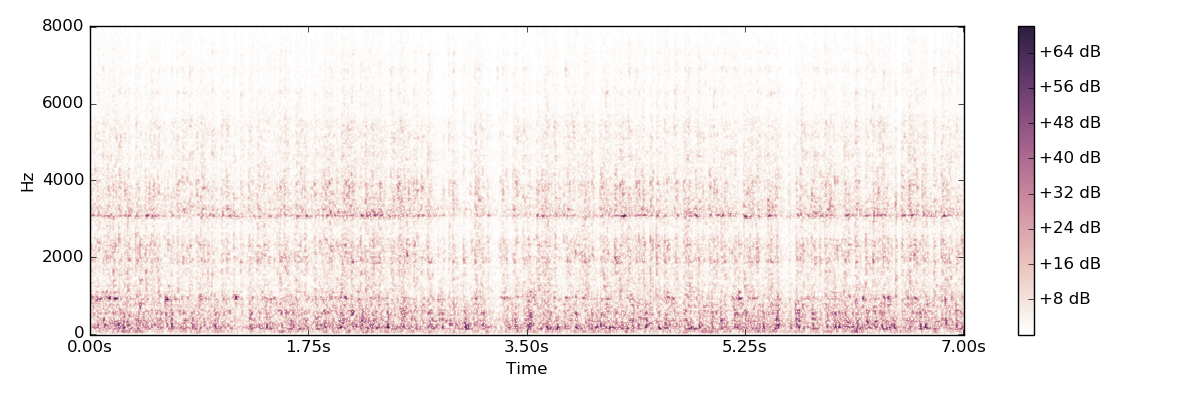 8000
6000
4000
2000
0
Hz
0.00s 1.75s 3.50s 5.25s 7.00s
Time
+64 dB
+56 dB
+48 dB
+40 dB
+32 dB
+24 dB
+16 dB
+8 dB